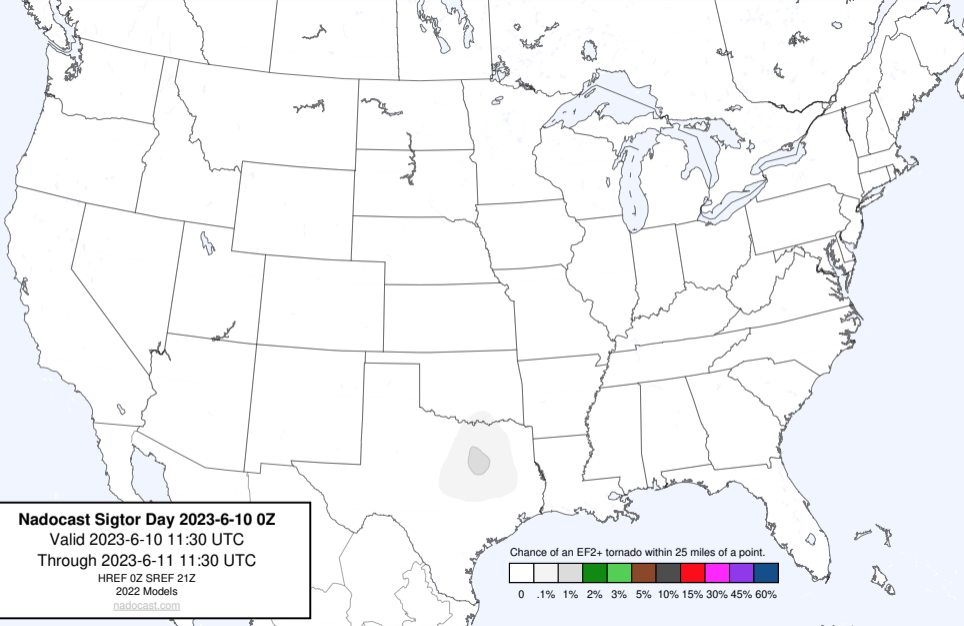 Nadocast Sigtor Day 2023-6-10 0Z
Valid 2023-6-10 11:30 UTC
Through 2023-6-11 11:30 UTC
HREF 0Z SREF 21Z
2022 Models
nadocast.com
Chance of an EF2+ tornado within 25 miles of a point.
0 .1% 1% 2% 3% 5% 10% 15% 30% 45% 60%